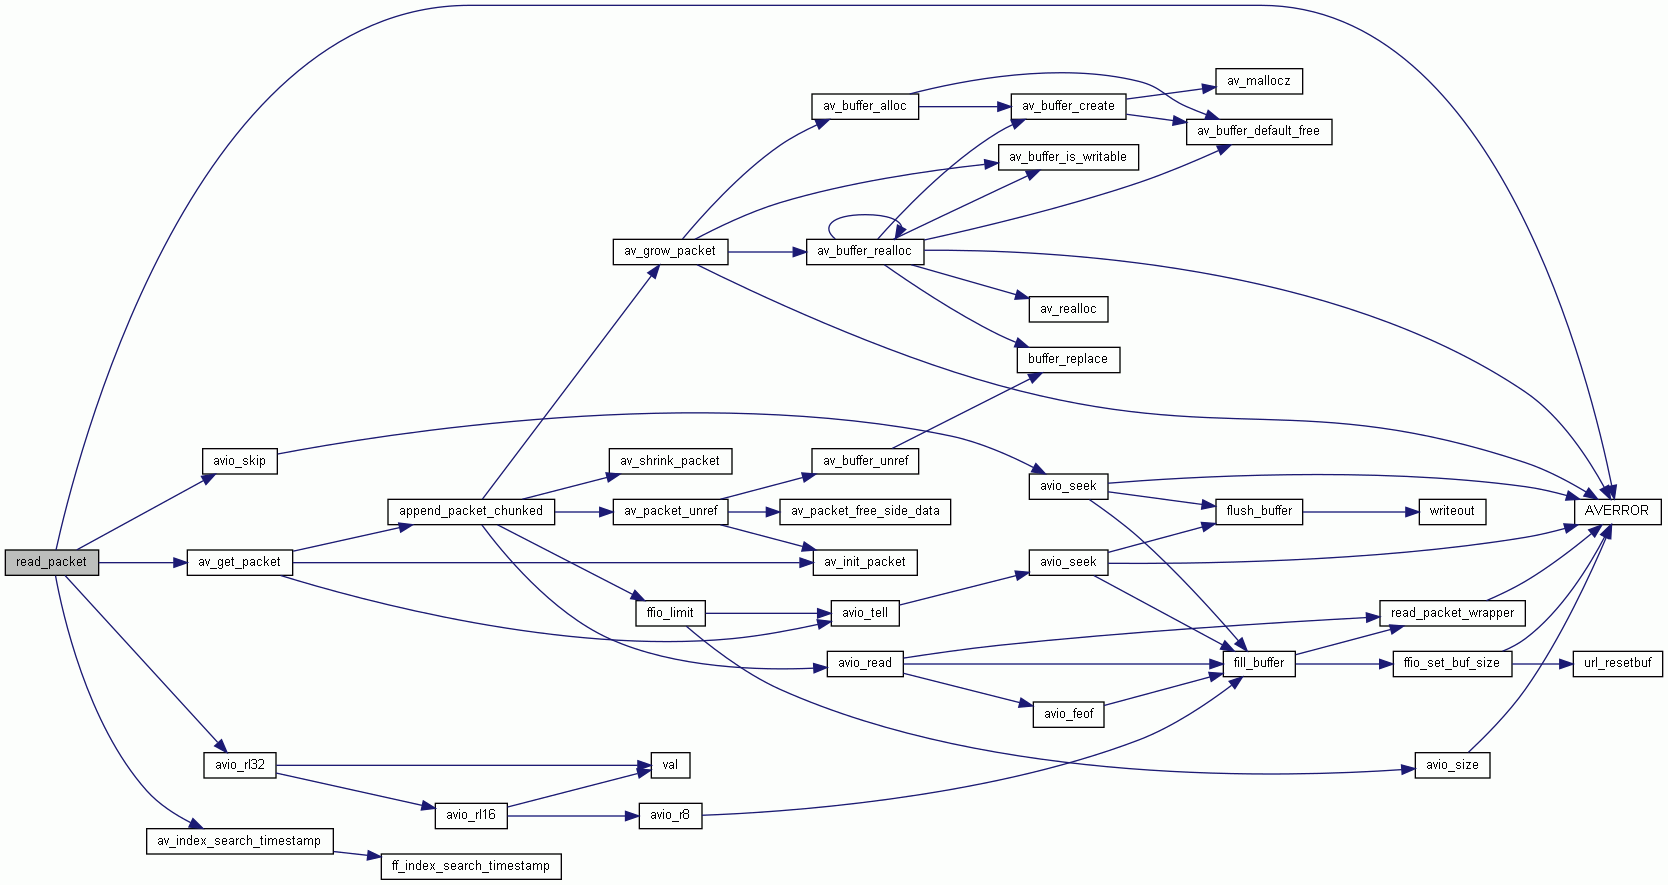 av_mallocz
av_buffer_alloc
av_buffer_create
av_buffer_default_free
av_buffer_is_writable
av_grow_packet
av_buffer_realloc
av_realloc
buffer_replace
avio_skip
av_shrink_packet
av_buffer_unref
avio_seek
append_packet_chunked
av_packet_unref
av_packet_free_side_data
flush_buffer
writeout
AVERROR
read_packet
av_get_packet
av_init_packet
avio_seek
ffio_limit
avio_tell
read_packet_wrapper
avio_read
fill_buffer
ffio_set_buf_size
url_resetbuf
avio_feof
avio_rl32
val
avio_size
avio_rl16
avio_r8
av_index_search_timestamp
ff_index_search_timestamp